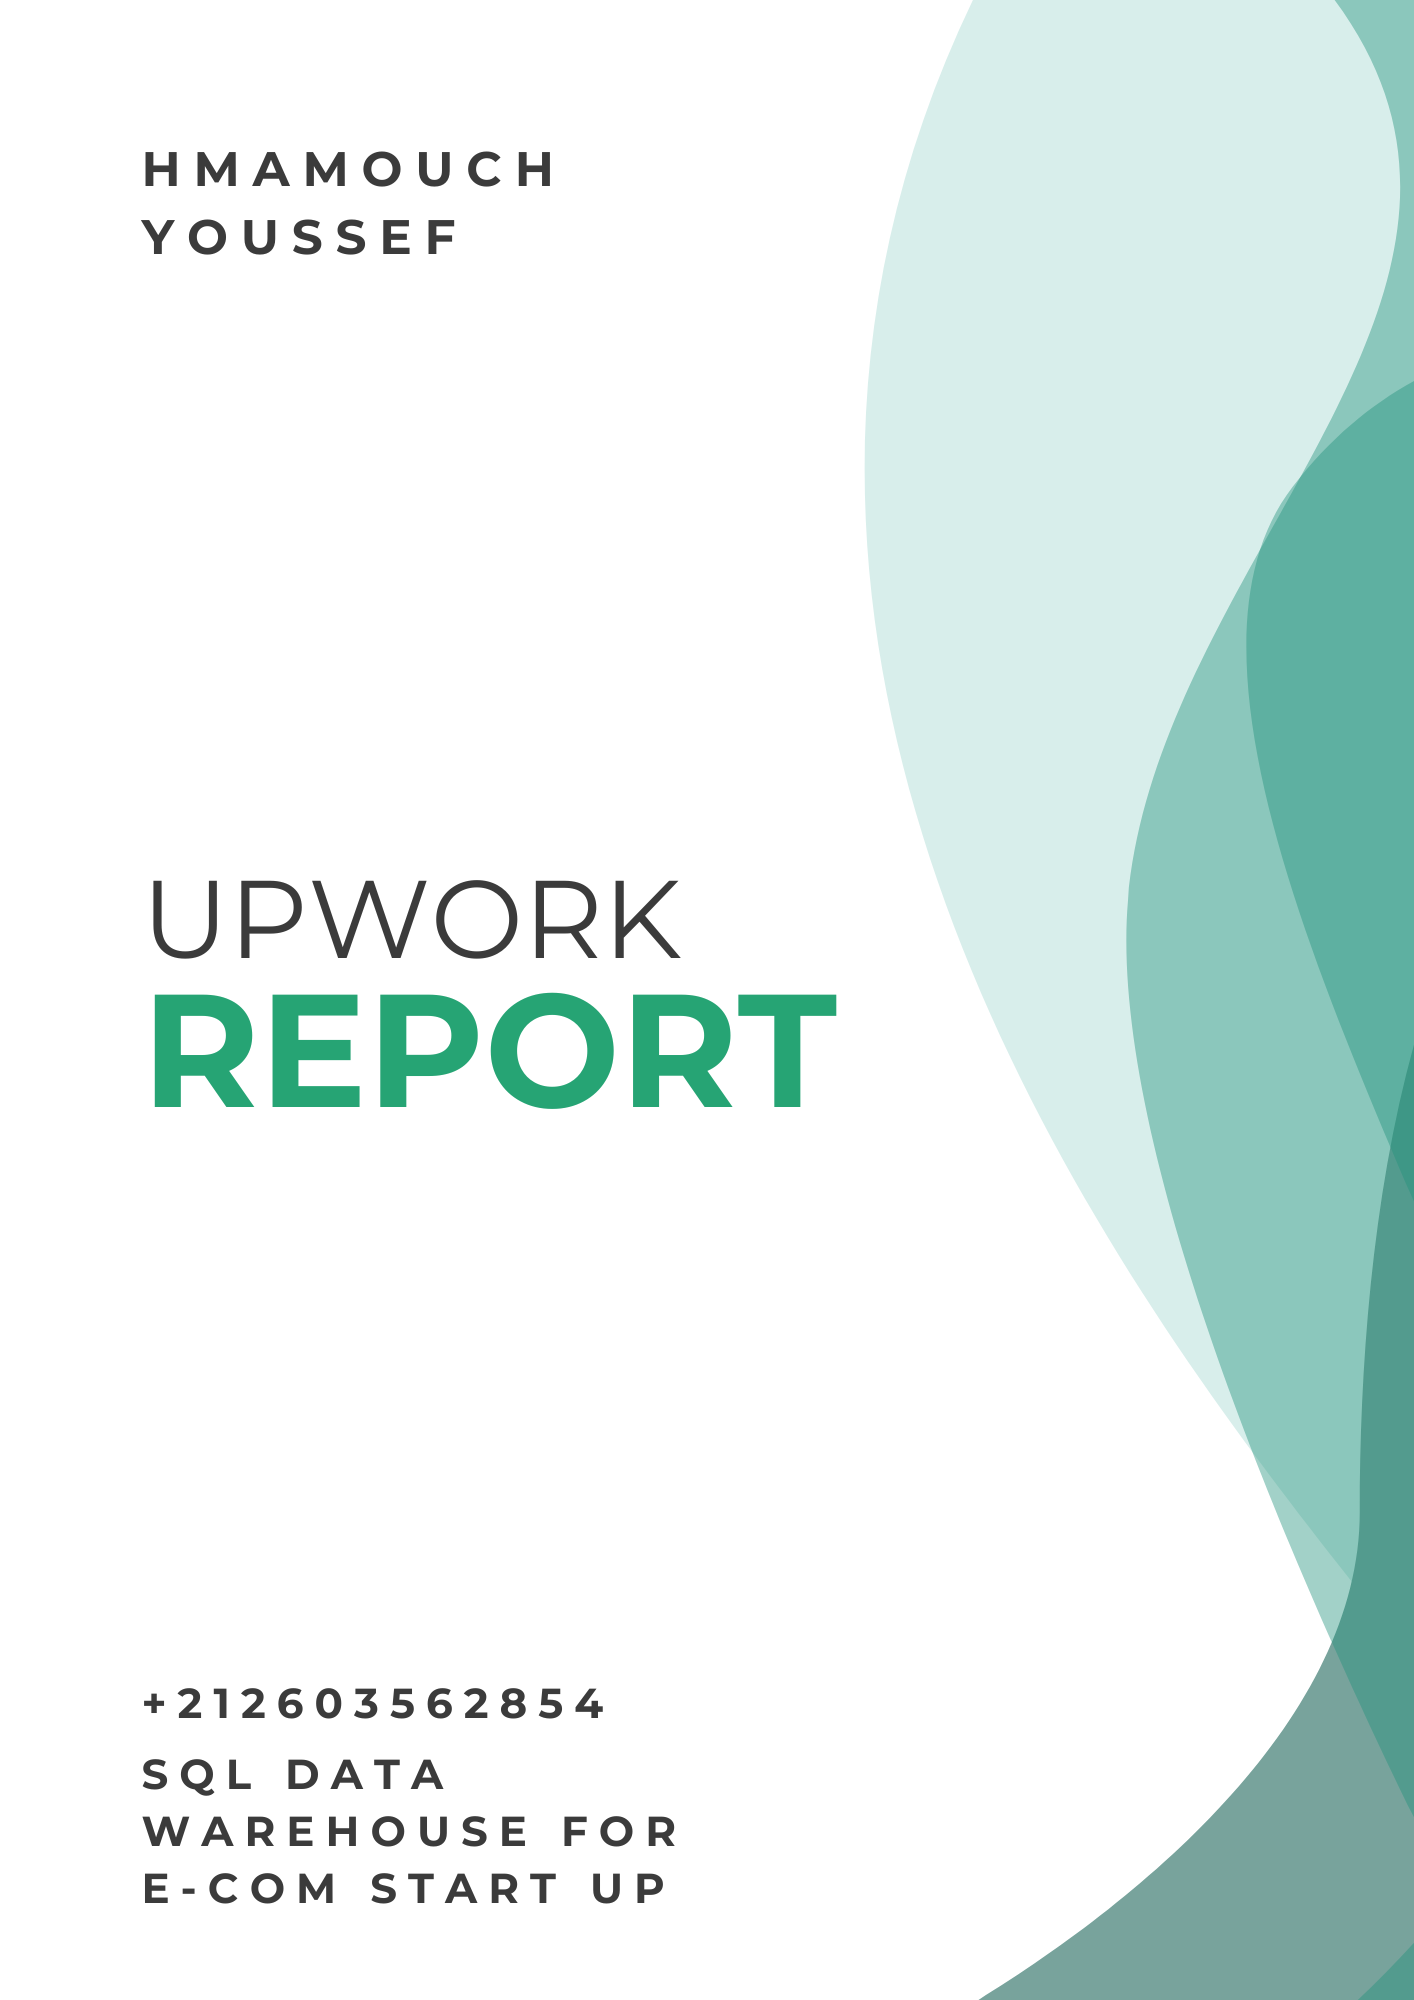 HMAMOUCH
YOUSSEF
UPWORK
REPORT
+212603562854
SQL DATA
WAREHOUSE FOR
E-COM START UP